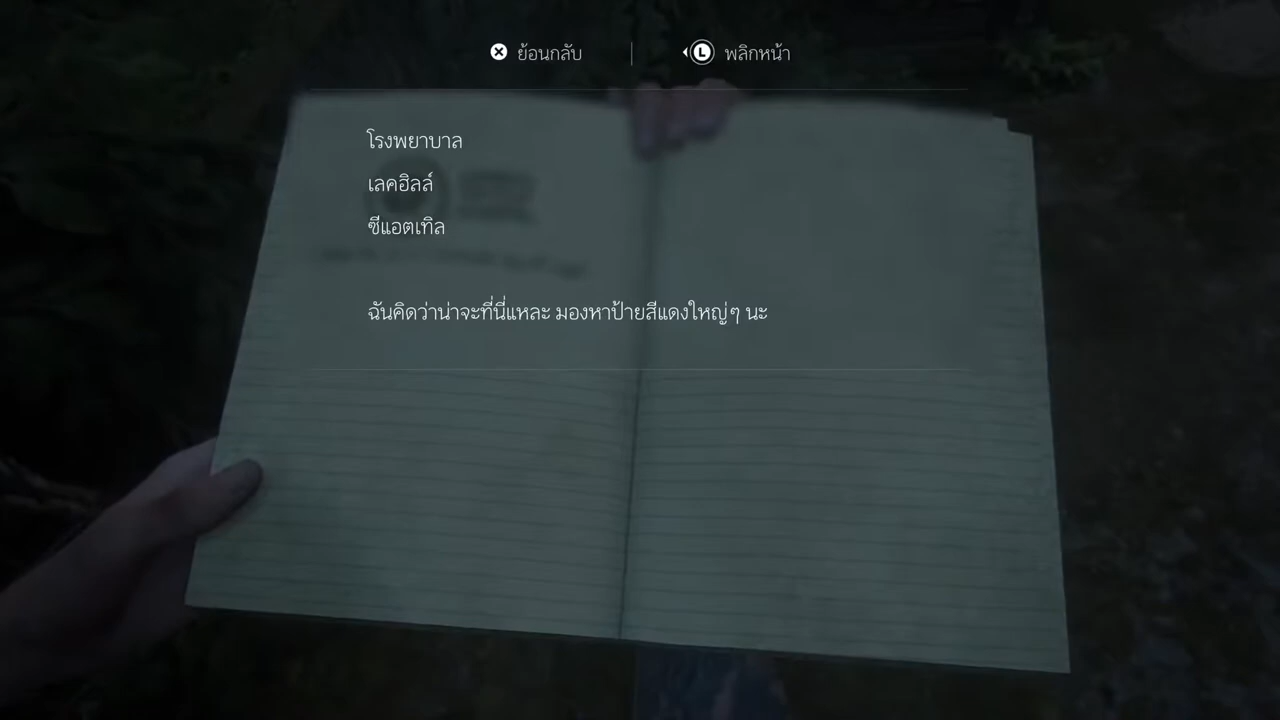 ย้อนกลับ
L พลิกหน้า
โรงพยาบาล
เลคฮิลล์
ซีแอตเทิล
ฉันคิดว่าน่าจะที่นี่แหละ มองหาป้ายสีแดงใหญ่ๆ นะ